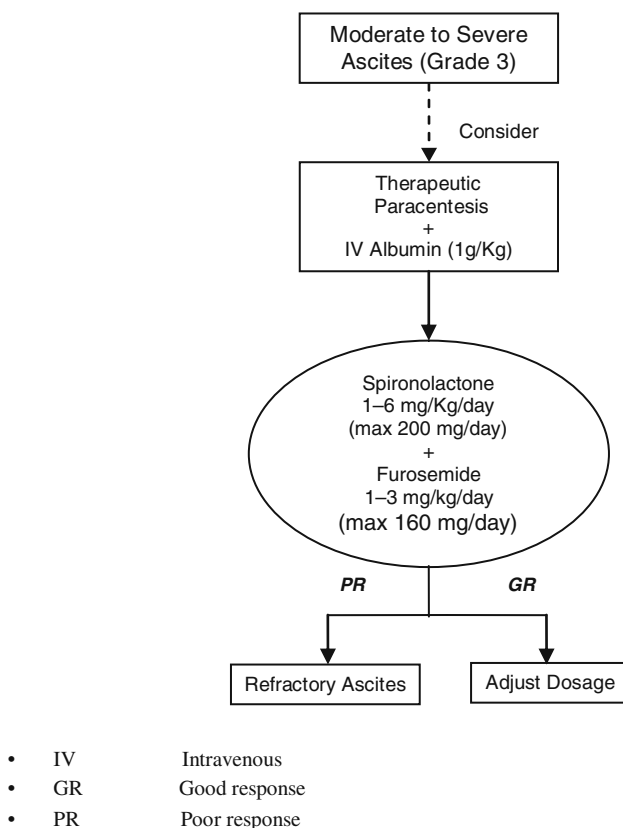 Moderate to Severe
Ascites (Grade 3)
Consider
Therapeutic
Paracentesis
+
IV Albumin (1g/Kg)
Spironolactone
1–6 mg/Kg/day
(max 200 mg/day)
+
Furosemide
1–3 mg/kg/day
(max 160 mg/day)
PR GR
Refractory Ascites Adjust Dosage
• IV Intravenous
• GR Good response
• PR Poor response